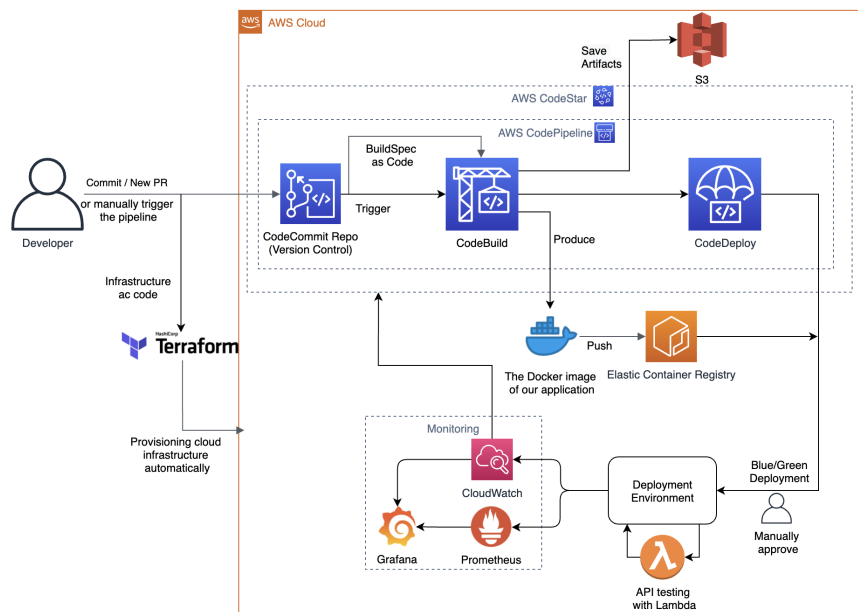 aws
AWS Cloud
Save
Artifacts
S3
AWS CodeStar
AWS CodePipeline
BuildSpec
as Code
Commit / New PR
or manually trigger
the pipeline
Trigger
Developer
CodeCommit Repo
(Version Control)
CodeBuild
CodeDeploy
Produce
Infrastructure
ac code
HashiCorp
Terraform
Push
The Docker image
of our application
Elastic Container Registry
Provisioning cloud
infrastructure
automatically
Monitoring
CloudWatch
Grafana
Prometheus
Deployment
Environment
Blue/Green
Deployment
Manually
approve
API testing
with Lambda